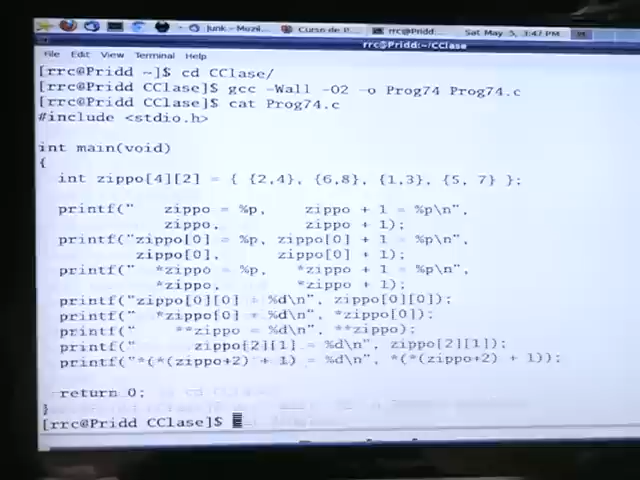 Junk - Mozil
Curso de P
rrc@Pridd
Sat May 5, 3:47 PM
rrc@Pridd:~/CClase
File Edit View Terminal Help
[rrc@Pridd ~]$ cd CClase/
[rrc@Pridd CClase]$ gcc -Wall -O2 -o Prog74 Prog74.c
[rrc@Pridd CClase]$ cat Prog74.c
#include <stdio.h>
int main(void)
{
int zippo[4][2] = { {2,4}, {6,8}, {1,3}, {5, 7} };
printf("   zippo = %p,    zippo + 1 = %p\n",
zippo,    zippo + 1);
printf("zippo[0] = %p, zippo[0] + 1 = %p\n",
zippo[0],    zippo[0] + 1);
printf("  *zippo = %p,   *zippo + 1 = %p\n",
*zippo,    *zippo + 1);
printf("zippo[0][0] = %d\n", zippo[0][0]);
printf("  *zippo[0] = %d\n", *zippo[0]);
printf("    **zippo = %d\n", **zippo);
printf("    zippo[2][1] = %d\n", zippo[2][1]);
printf("*(*(zippo+2) + 1) = %d\n", *(*(zippo+2) + 1));
return 0;
}
[rrc@Pridd CClase]$